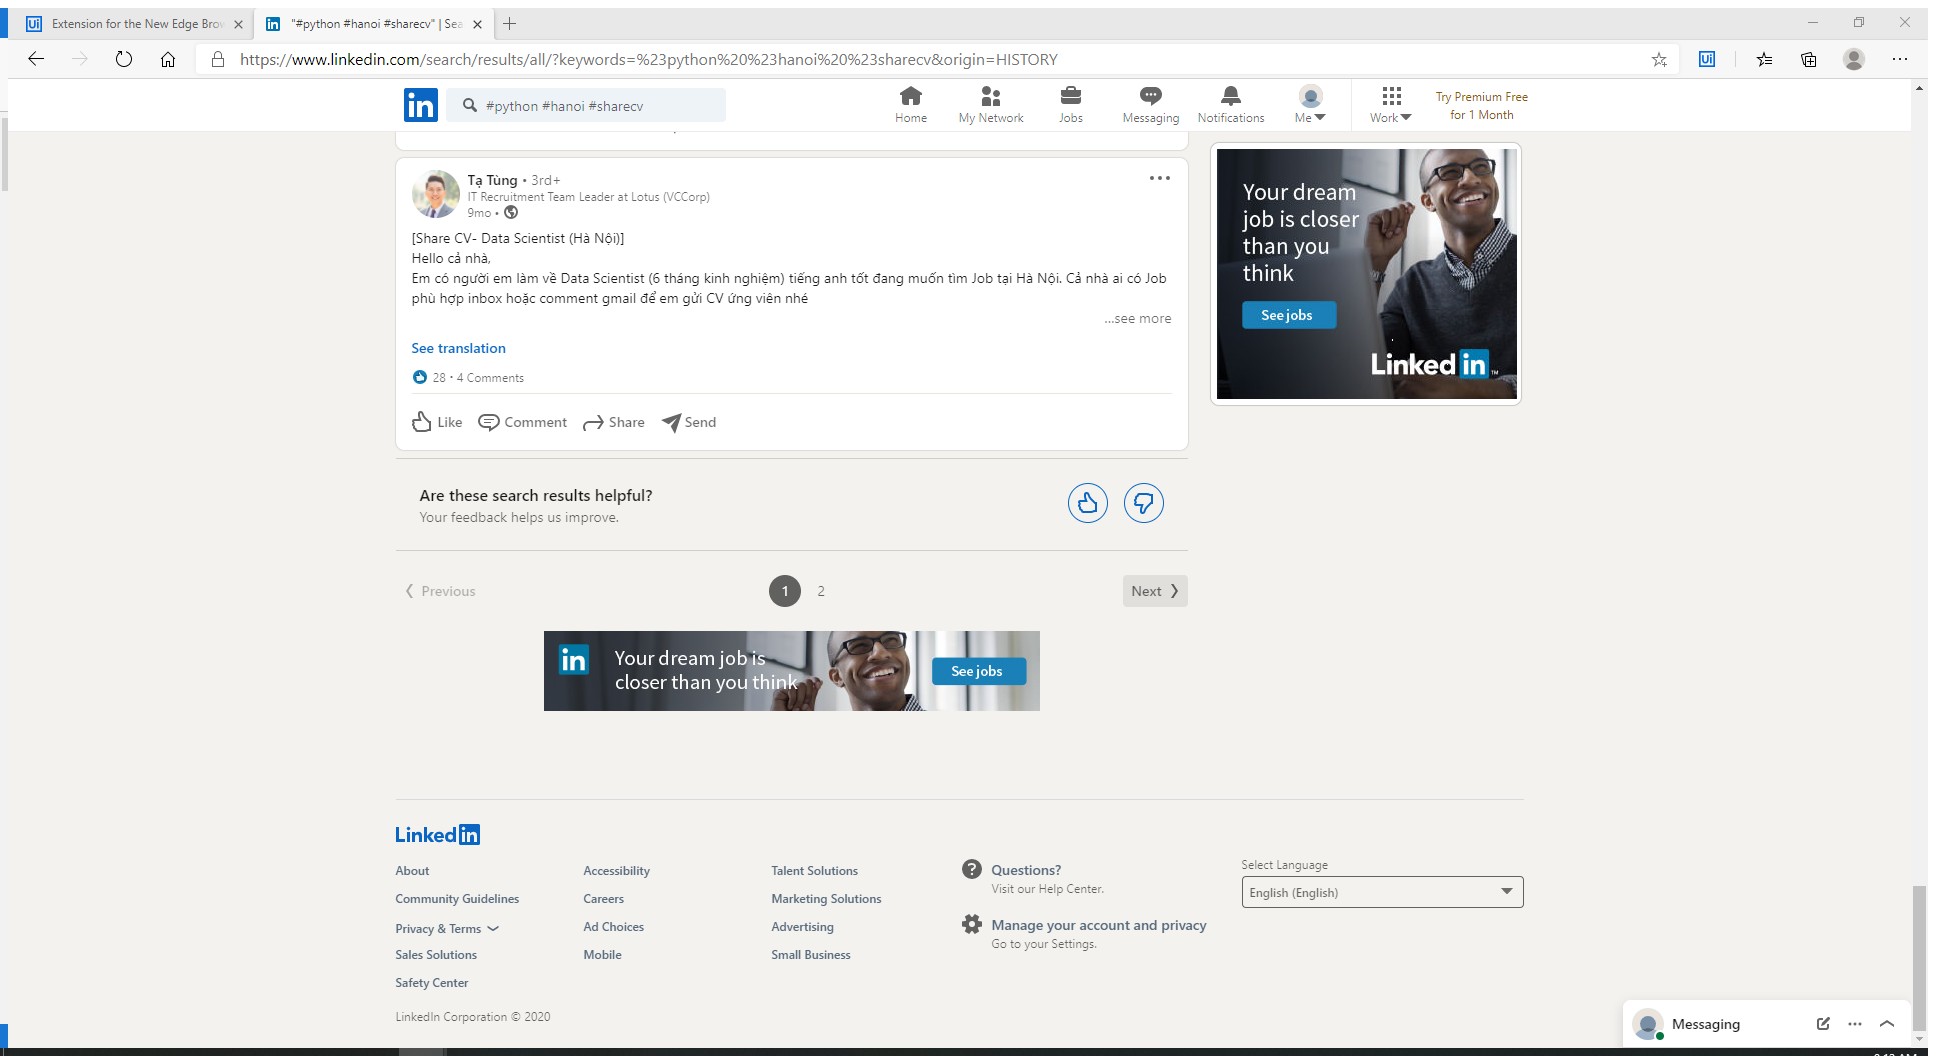 Extension for the New Edge Brow
"#python #hanoi #sharecv" | Sea
https://www.linkedin.com/search/results/all/?keywords=%23python%20%23hanoi%20%23sharecv&origin=HISTORY
in
#python #hanoi #sharecv
Home
My Network
Jobs
Messaging
Notifications
Me
Work
Try Premium Free
for 1 Month
Tạ Tùng • 3rd+
IT Recruitment Team Leader at Lotus (VCCorp)
9mo •
[Share CV- Data Scientist (Hà Nội)]
Hello cả nhà,
Em có người em làm về Data Scientist (6 tháng kinh nghiệm) tiếng anh tốt đang muốn tìm Job tại Hà Nội. Cả nhà ai có Job
phù hợp inbox hoặc comment gmail để em gửi CV ứng viên nhé
...see more
See translation
28 • 4 Comments
Like
Comment
Share
Send
Your dream
job is closer
than you
think
See jobs
Linked in ™
Are these search results helpful?
Your feedback helps us improve.
Previous
1
2
Next
in
Your dream job is
closer than you think
See jobs
Linked in
About
Accessibility
Talent Solutions
Community Guidelines
Careers
Marketing Solutions
Privacy & Terms
Ad Choices
Advertising
Sales Solutions
Mobile
Small Business
Safety Center
Questions?
Visit our Help Center.
Manage your account and privacy
Go to your Settings.
Select Language
English (English)
LinkedIn Corporation © 2020
Messaging